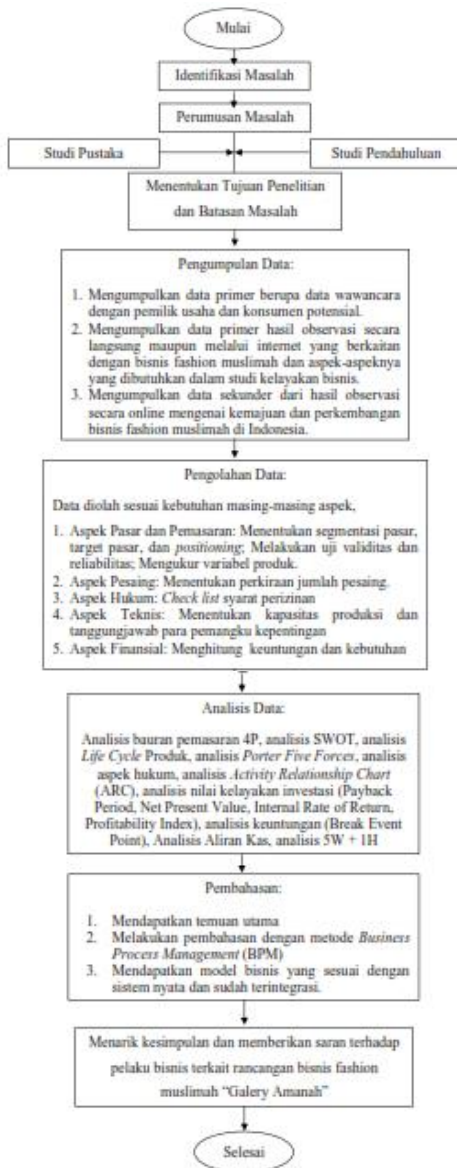 Mulai
Identifikasi Masalah
Perumusan Masalah
Studi Pustaka
Studi Pendahuluan
Menentukan Tujuan Penelitian
dan Batasan Masalah
Pengumpulan Data:
1. Mengumpulkan data primer berupa data wawancara
dengan pemilik usaha dan konsumen potensial.
2. Mengumpulkan data primer hasil observasi secara
langsung maupun melalui internet yang berkaitan
dengan bisnis fashion muslimah dan aspek-aspeknya
yang dibutuhkan dalam studi kelayakan bisnis.
3. Mengumpulkan data sekunder dari hasil observasi
secara online mengenai kemajuan dan perkembangan
bisnis fashion muslimah di Indonesia.
Pengolahan Data:
Data diolah sesuai kebutuhan masing-masing aspek,
1. Aspek Pasar dan Pemasaran: Menentukan segmentasi pasar,
target pasar, dan positioning; Melakukan uji validitas dan
reliabilitas; Mengukur variabel produk.
2. Aspek Pesaing: Menentukan perkiraan jumlah pesaing.
3 Aspek Hukum: Check list syarat perizinan
4 Aspek Teknis: Menentukan kapasitas produksi dan
tanggungjawab para pemangku kepentingan
5. Aspek Finansial: Menghitung keuntungan dan kebutuhan
Analisis Data:
Analisis bauran pemasaran 4P, analisis SWOT, analisis
Life Cycle Produk, analisis Porter Five Forces, analisis
aspek hukum, analisis Activity Relationship Chart
(ARC), analisis nilai kelayakan investasi (Payback
Period, Net Present Value, Internal Rate of Return,
Profitability Index), analisis keuntungan (Break Event
Point), Analisis Aliran Kas, analisis 5W + 1H
Pembahasan:
1. Mendapatkan temuan utama
2. Melakukan pembahasan dengan metode Business
Process Management (BPM)
3. Mendapatkan model bisnis yang sesuai dengan
sistem nyata dan sudah terintegrasi.
Menarik kesimpulan dan memberikan saran terhadap
pelaku bisnis terkait rancangan bisnis fashion
muslimah “Galery Amanah”
Selesai